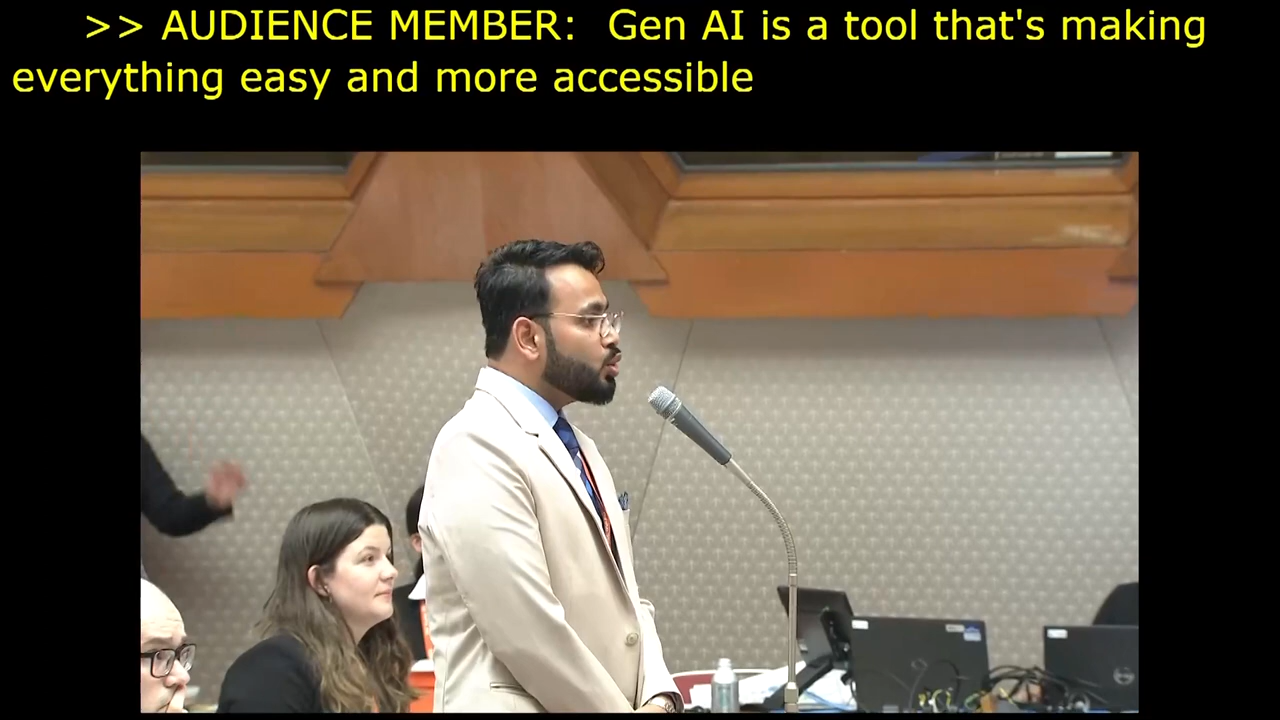 >> AUDIENCE MEMBER:  Gen AI is a tool that's making
everything easy and more accessible